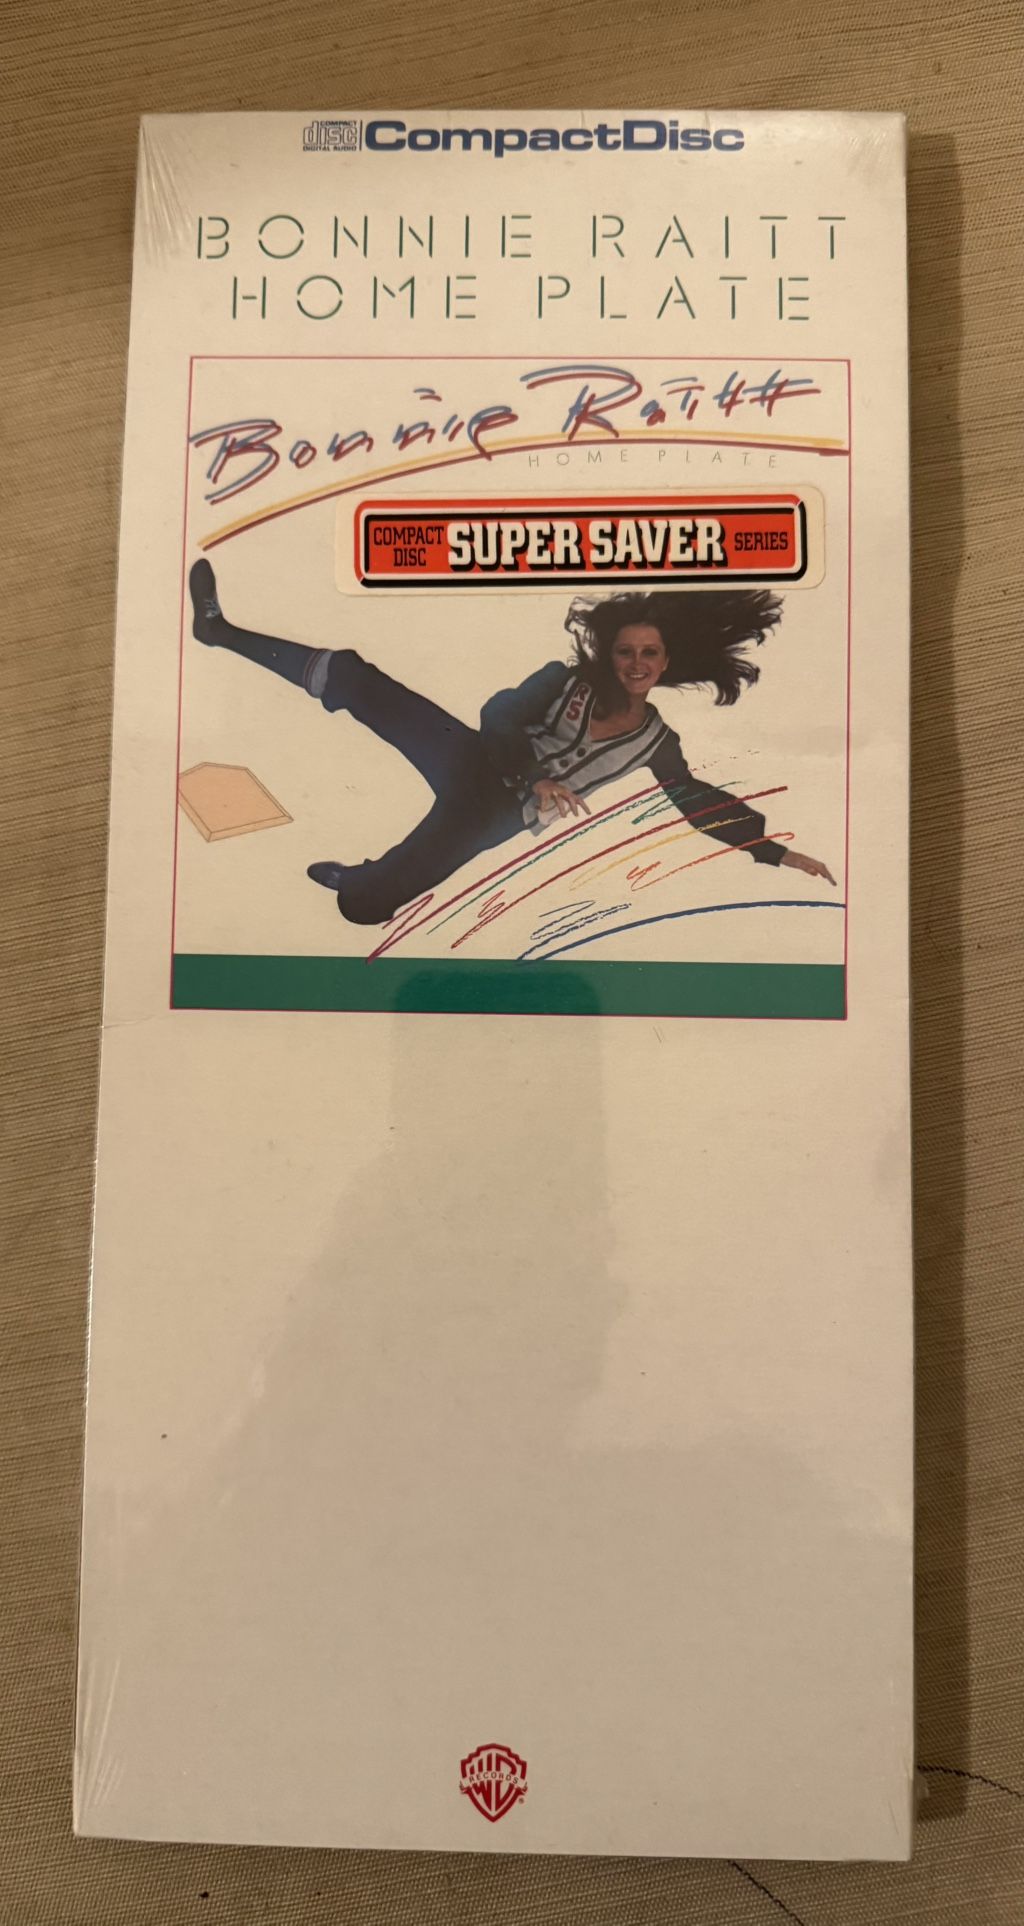 COMPACT
disc
DIGITAL AUDIO
CompactDisc
BONNIE RAITT
HOME PLATE
Bonnie Raitt
HOME PLATE
COMPACT DISC SUPER SAVER SERIES
RS
WB
RECORDS
®